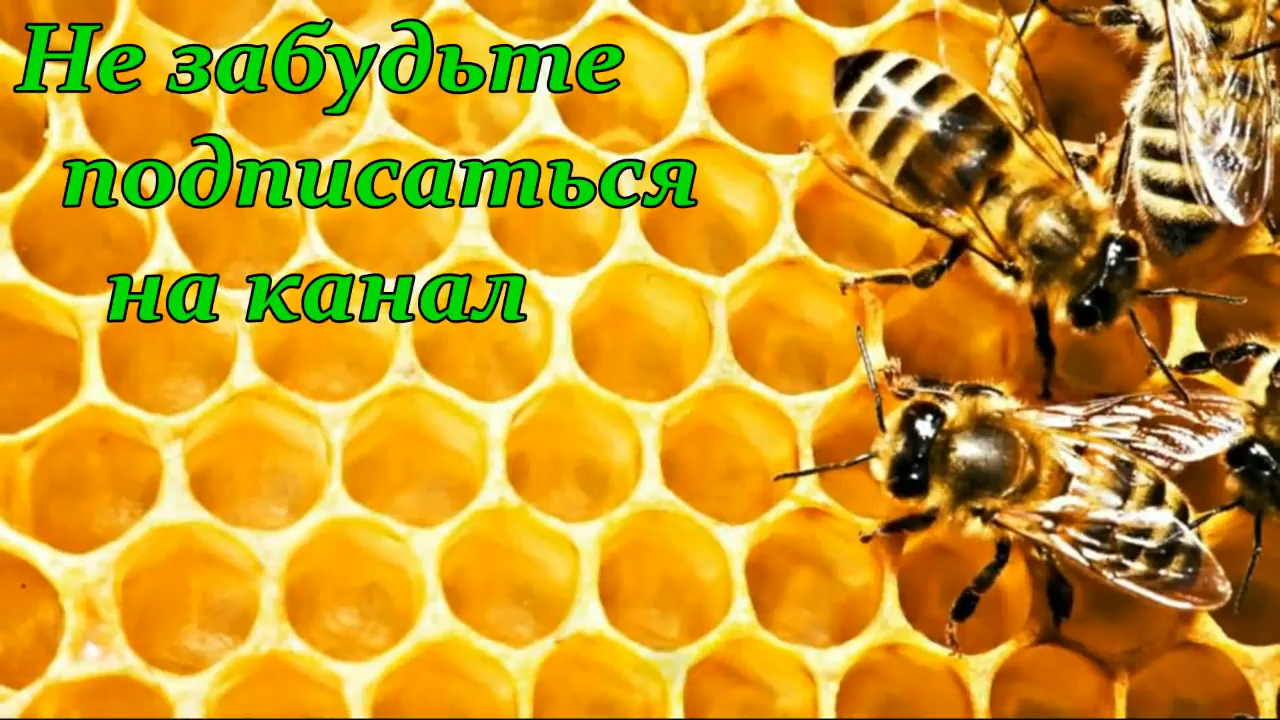 Не забудьте
подписаться
на канал